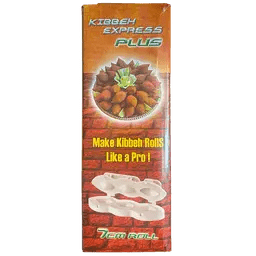 KIBBEH
EXPRESS
PLUS
Make Kibbeh Rolls
Like a Pro !
7CM ROLL